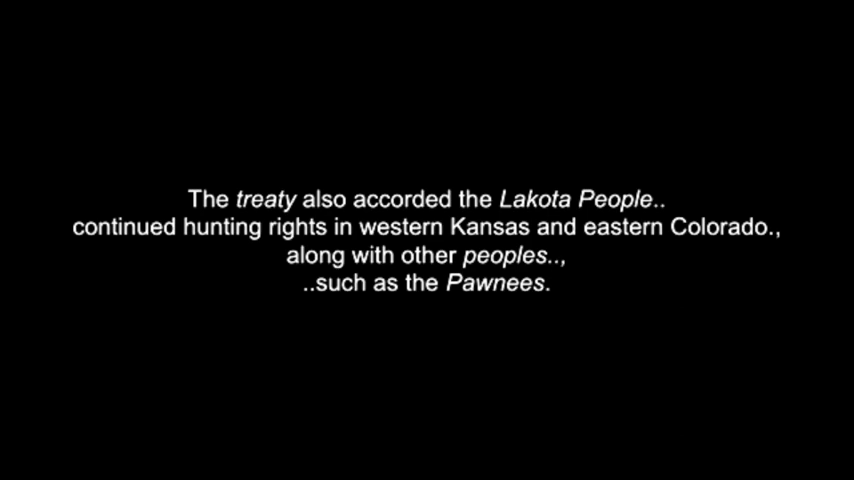 The treaty also accorded the Lakota People..
continued hunting rights in western Kansas and eastern Colorado.,
along with other peoples..,
..such as the Pawnees.